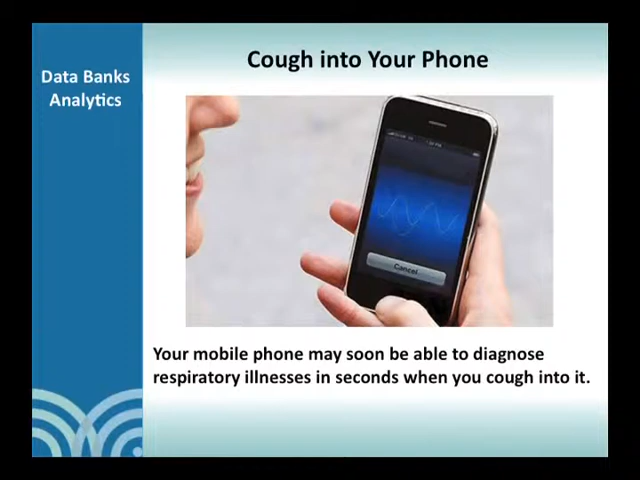 Cough into Your Phone
Data Banks
Analytics
Cancel
Your mobile phone may soon be able to diagnose
respiratory illnesses in seconds when you cough into it.